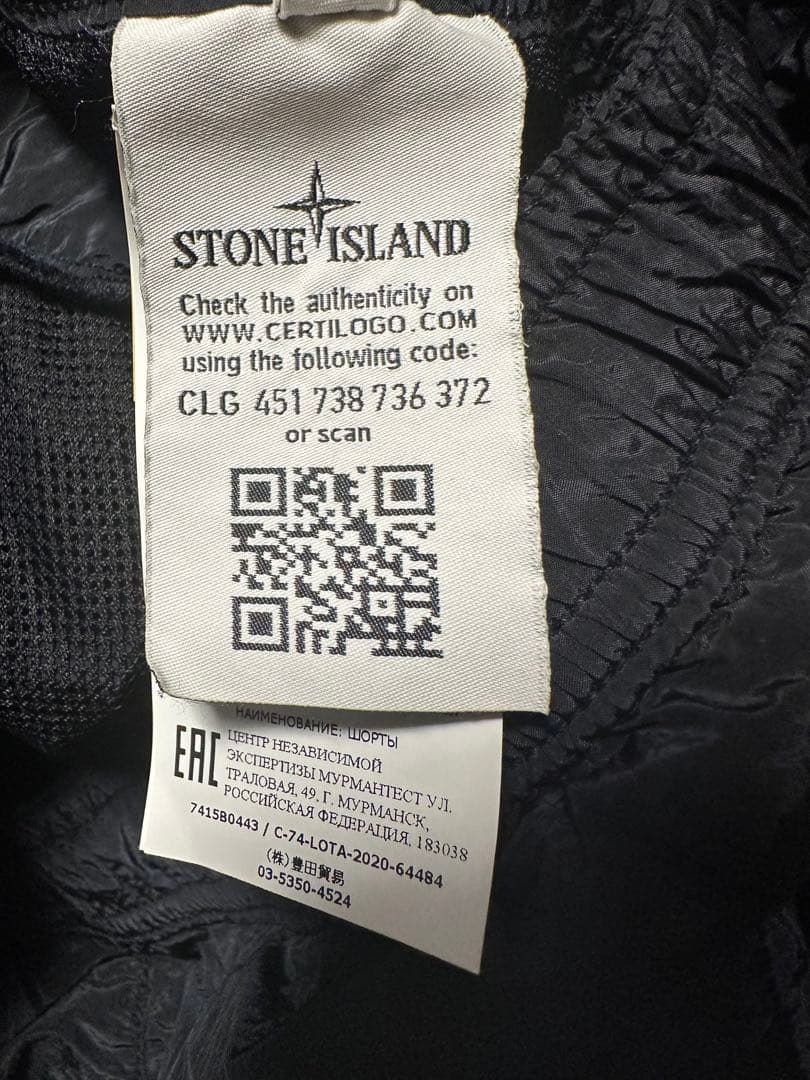 STONE ISLAND
Check the authenticity on
WWW.CERTILOGO.COM
using the following code:
CLG 451 738 736 372
or scan
НАИМЕНОВАНИЕ: ШОРТЫ
EAC
ЦЕНТР НЕЗАВИСИМОЙ
ЭКСПЕРТИЗЫ МУРМАНТЕСТ УЛ.
ТРАЛОВАЯ, 49. Г. МУРМАНСК,
РОССИЙСКАЯ ФЕДЕРАЦИЯ, 183038
7415B0443 / C-74-LOTA-2020-64484
(株)豊田貿易
03-5350-4524